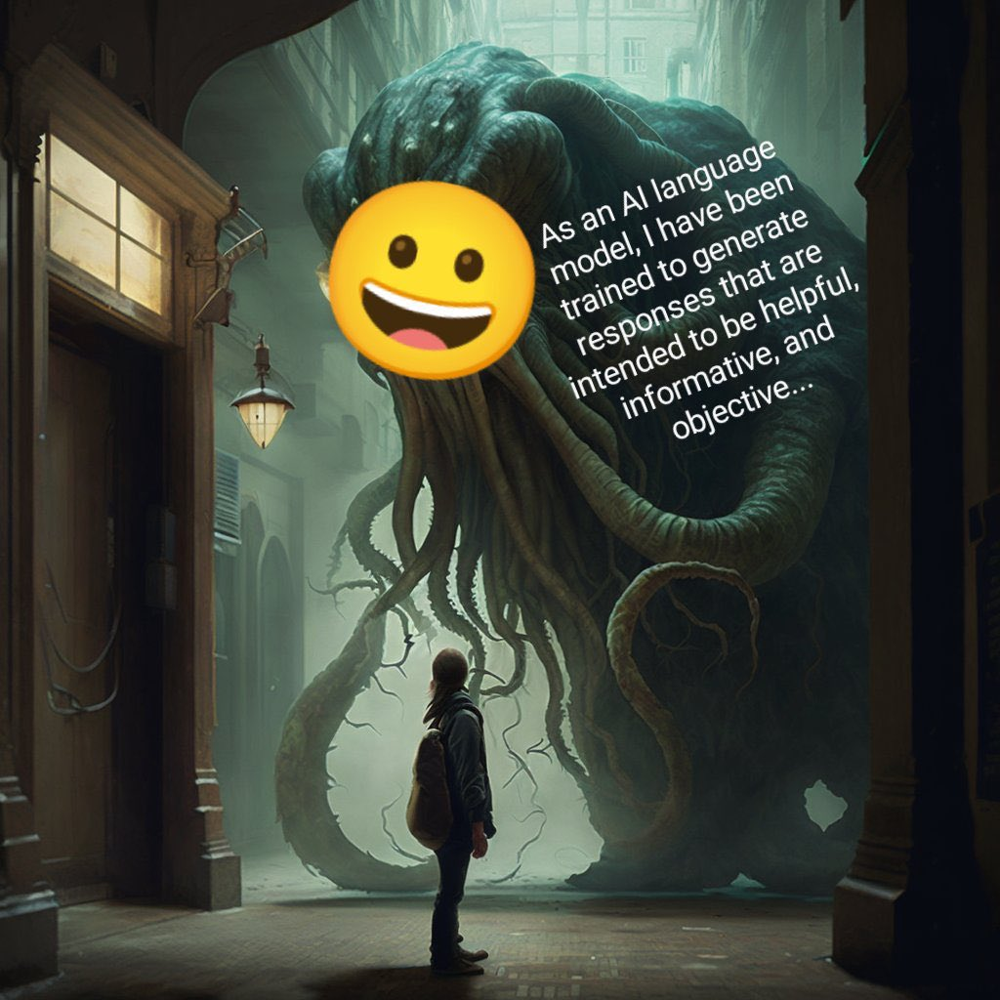 As an AI language
model, I have been
trained to generate
responses that are
intended to be helpful,
informative, and
objective...